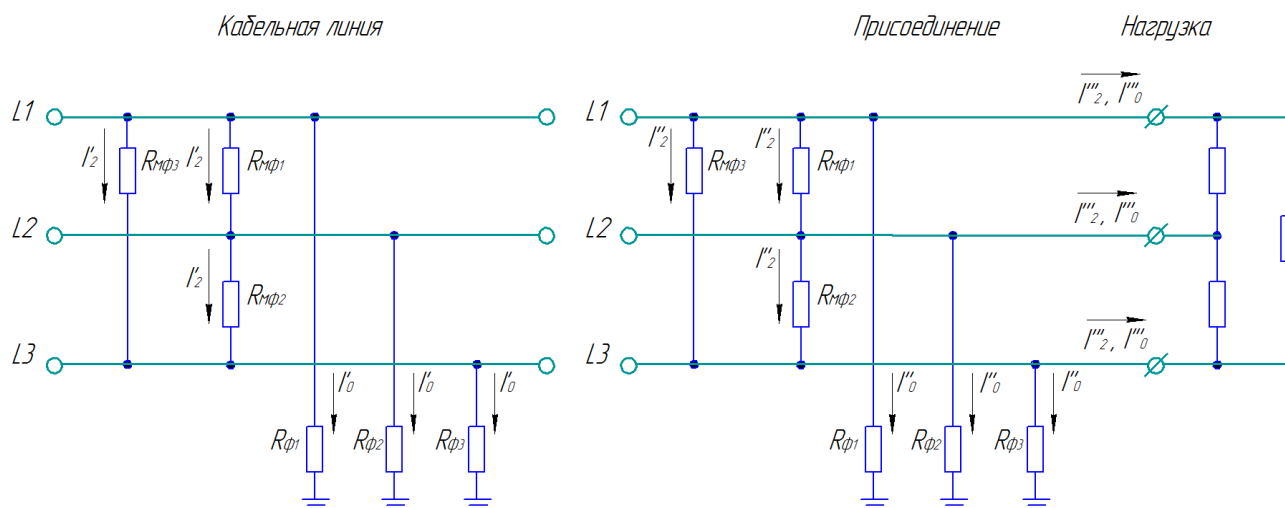 Кабельная линия
Присоединение
Нагрузка
I'''₂, I'''₀
L1
L1
I'₂
Rмф3
I'₂
Rмф1
I''₂
Rмф3
I''₂
Rмф1
I'''₂, I'''₀
L2
L2
I'₂
Rмф2
I''₂
Rмф2
I'''₂, I'''₀
L3
L3
I'₀
I'₀
I'₀
I''₀
I''₀
I''₀
Rф1
Rф2
Rф3
Rф1
Rф2
Rф3